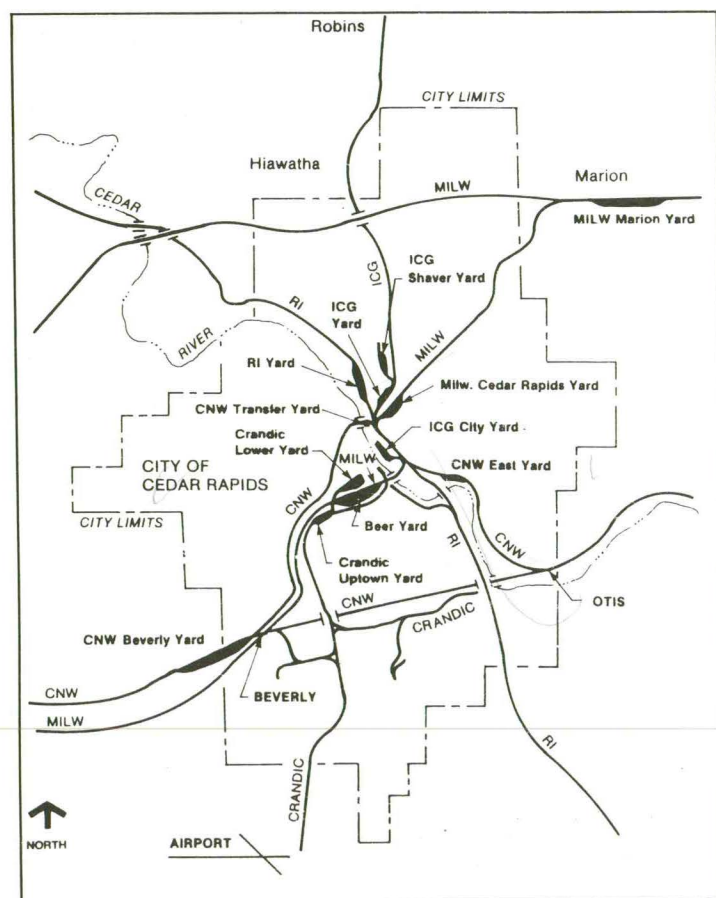 Robins
CITY LIMITS
Hiawatha
Marion
MILW
CEDAR
MILW Marion Yard
ICG
ICG
Shaver Yard
RI
ICG
Yard
MILW
RIVER
RI Yard
Milw. Cedar Rapids Yard
CNW Transfer Yard
ICG City Yard
Crandic
Lower Yard
MILW
CNW East Yard
CITY OF
CEDAR RAPIDS
CNW
CITY LIMITS
Beer Yard
RI
CNW
Crandic
Uptown Yard
CNW
OTIS
CRANDIC
CNW Beverly Yard
CNW
BEVERLY
MILW
RI
CRANDIC
NORTH
AIRPORT